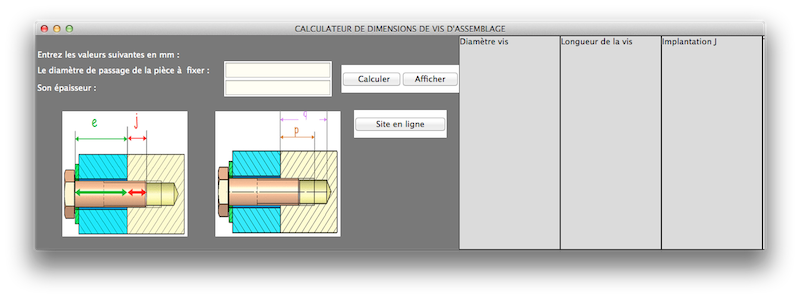 CALCULATEUR DE DIMENSIONS DE VIS D'ASSEMBLAGE
Entrez les valeurs suivantes en mm :
Le diamètre de passage de la pièce à fixer :
Son épaisseur :
Calculer
Afficher
Site en ligne
e
j
q
p
Diamètre vis
Longueur de la vis
Implantation J